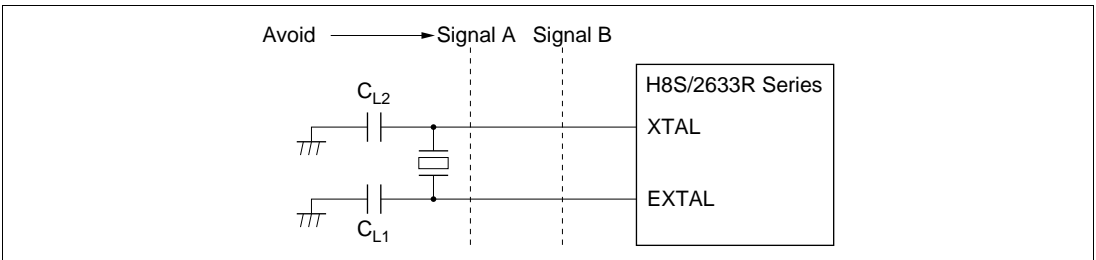 Avoid Signal A Signal B
H8S/2633R Series
CL2
XTAL
EXTAL
CL1